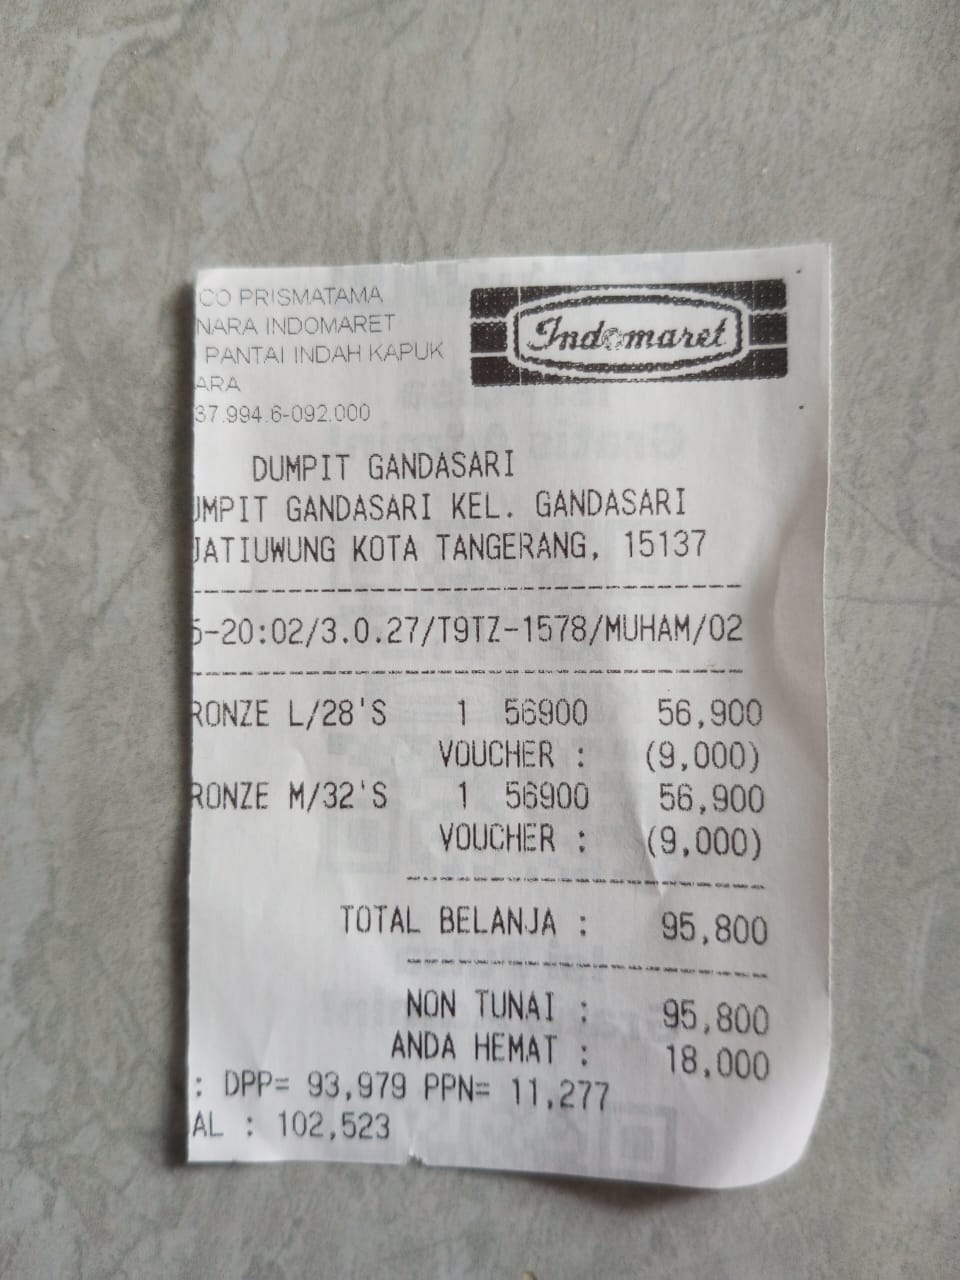 CO PRISMATAMA
NARA INDOMARET
PANTAI INDAH KAPUK
ARA
37.994.6-092.000
Indomaret
DUMPIT GANDASARI
UMPIT GANDASARI KEL. GANDASARI
JATIUWUNG KOTA TANGERANG, 15137
5-20:02/3.0.27/T9TZ-1578/MUHAM/02
RONZE L/28'S 1 56900 56,900
VOUCHER : (9,000)
RONZE M/32'S 1 56900 56,900
VOUCHER : (9,000)
TOTAL BELANJA : 95,800
NON TUNAI : 95,800
ANDA HEMAT : 18,000
: DPP= 93,979 PPN= 11,277
AL : 102,523